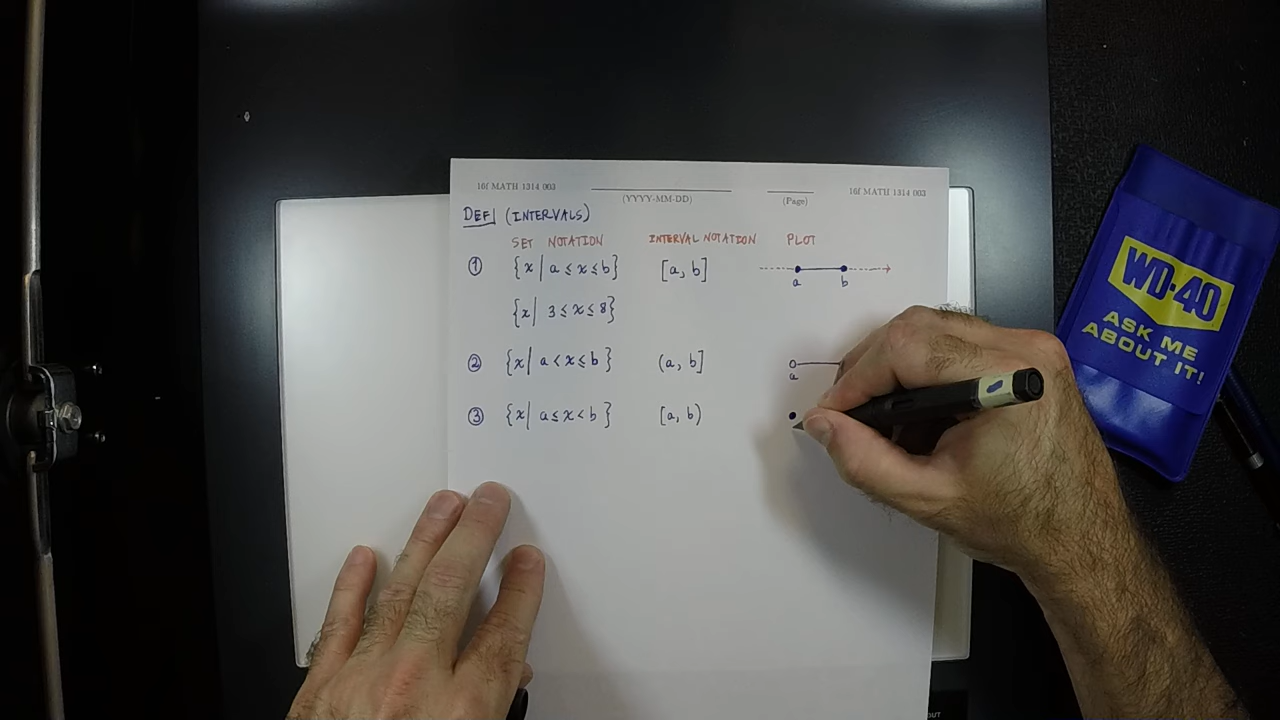 16f MATH 1314 003 16f MATH 1314 003
(YYYY-MM-DD) (Page)
DEF (INTERVALS)
SET NOTATION INTERVAL NOTATION PLOT
① {x | a ≤ x ≤ b} [a, b]
a b
{x | 3 ≤ x ≤ 8}
② {x | a < x ≤ b} (a, b]
a
③ {x | a ≤ x < b} [a, b)
WD-40
ASK ME
ABOUT IT!